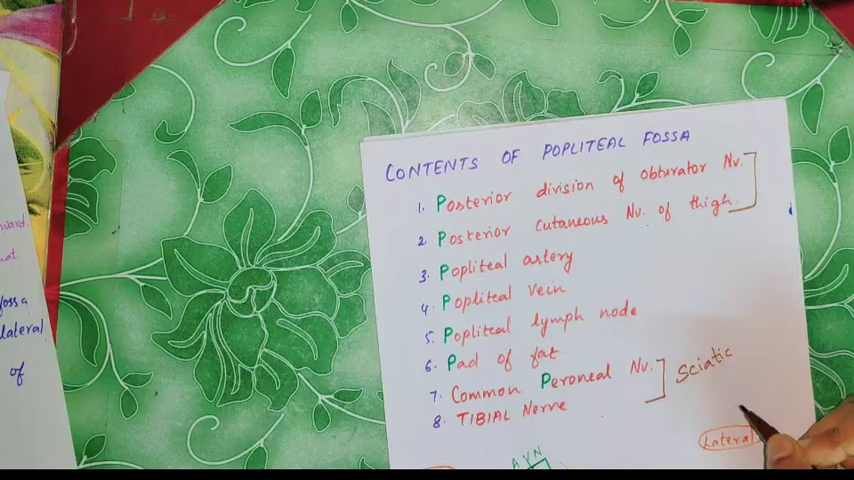 ward.
hat
fossa
lateral
of
CONTENTS OF POPLITEAL FOSSA
1. Posterior division of obturator Nv.
2. Posterior cutaneous Nv. of thigh.
3. Popliteal artery
4. Popliteal vein
5. Popliteal lymph node
6. Pad of fat.
7. Common Peroneal Nv.
Sciatic
8. TIBIAL Nerve
Lateral
A V N